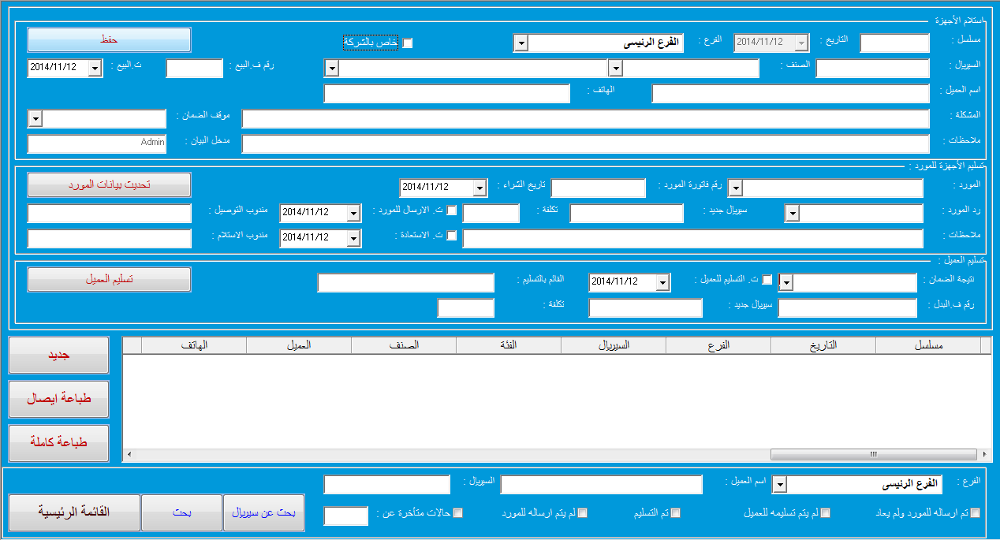 استلام الأجهزة
مسلسل : التاريخ : 2014/11/12 الفرع : الفرع الرئيسى خاص بالشركة حفظ
السيريال : الصنف : رقم ف.البيع : ت.البيع : 2014/11/12
اسم العميل : الهاتف :
المشكلة : موقف الضمان :
ملاحظات : مدخل البيان : Admin
تسليم الأجهزة للمورد :
المورد : رقم فاتورة المورد : تاريخ الشراء : 2014/11/12 تحديث بيانات المورد
رد المورد : سيريال جديد : تكلفة : ت. الارسال للمورد : 2014/11/12 مندوب التوصيل :
ملاحظات : ت. الاستعادة : 2014/11/12 مندوب الاستلام :
تسليم العميل :
نتيجة الضمان : ت. التسليم للعميل : 2014/11/12 القائم بالتسليم : تسليم العميل
رقم ف.البدل : سيريال جديد : تكلفة :
مسلسل التاريخ الفرع السيريال الفئة الصنف العميل الهاتف
جديد
طباعة ايصال
طباعة كاملة
الفرع : الفرع الرئيسى اسم العميل : السيريال :
تم ارساله للمورد ولم يعاد لم يتم تسليمه للعميل تم التسليم لم يتم ارساله للمورد حالات متأخرة عن : بحث عن سيريال بحث القائمة الرئيسية